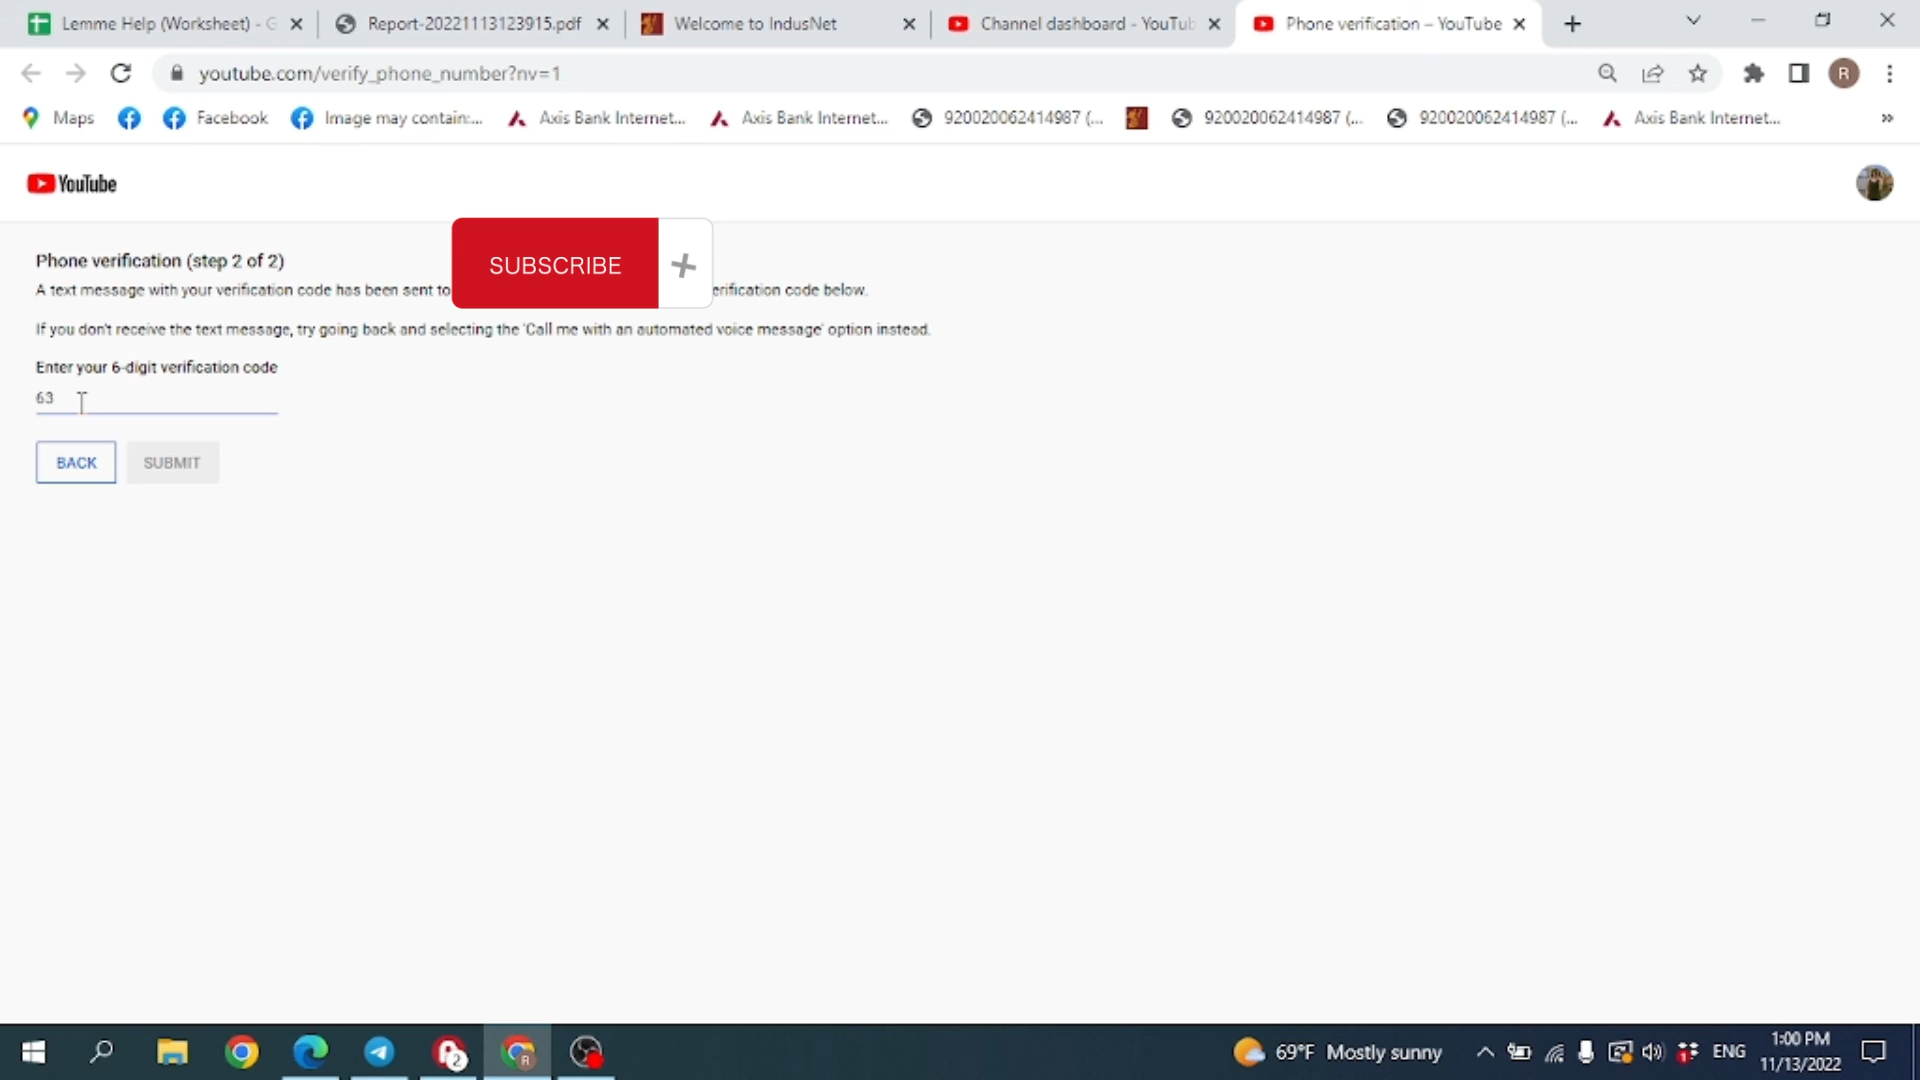 Lemme Help (Worksheet) - G
Report-20221113123915.pdf
Welcome to IndusNet
Channel dashboard - YouTub
Phone verification – YouTube
youtube.com/verify_phone_number?nv=1
R
Maps
Facebook
Image may contain:...
Axis Bank Internet...
Axis Bank Internet...
920020062414987 (...
920020062414987 (...
920020062414987 (...
Axis Bank Internet...
»
YouTube
Phone verification (step 2 of 2)
SUBSCRIBE +
A text message with your verification code has been sent to
erification code below.
If you don't receive the text message, try going back and selecting the 'Call me with an automated voice message' option instead.
Enter your 6-digit verification code
63
BACK
SUBMIT
2
R
69°F Mostly sunny
ENG
1:00 PM
11/13/2022